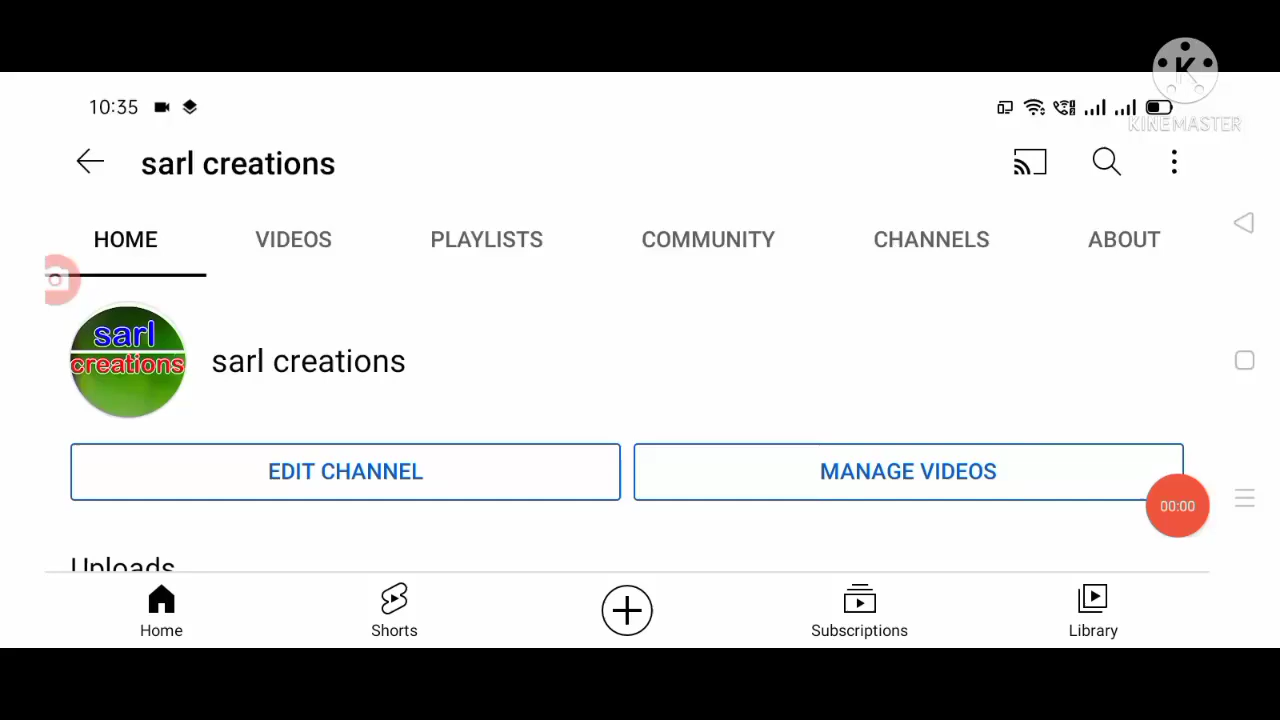 10:35
KINEMASTER
sarl creations
HOME VIDEOS PLAYLISTS COMMUNITY CHANNELS ABOUT
sarl
creations
sarl creations
EDIT CHANNEL MANAGE VIDEOS
00:00
Uploads
Home Shorts Subscriptions Library